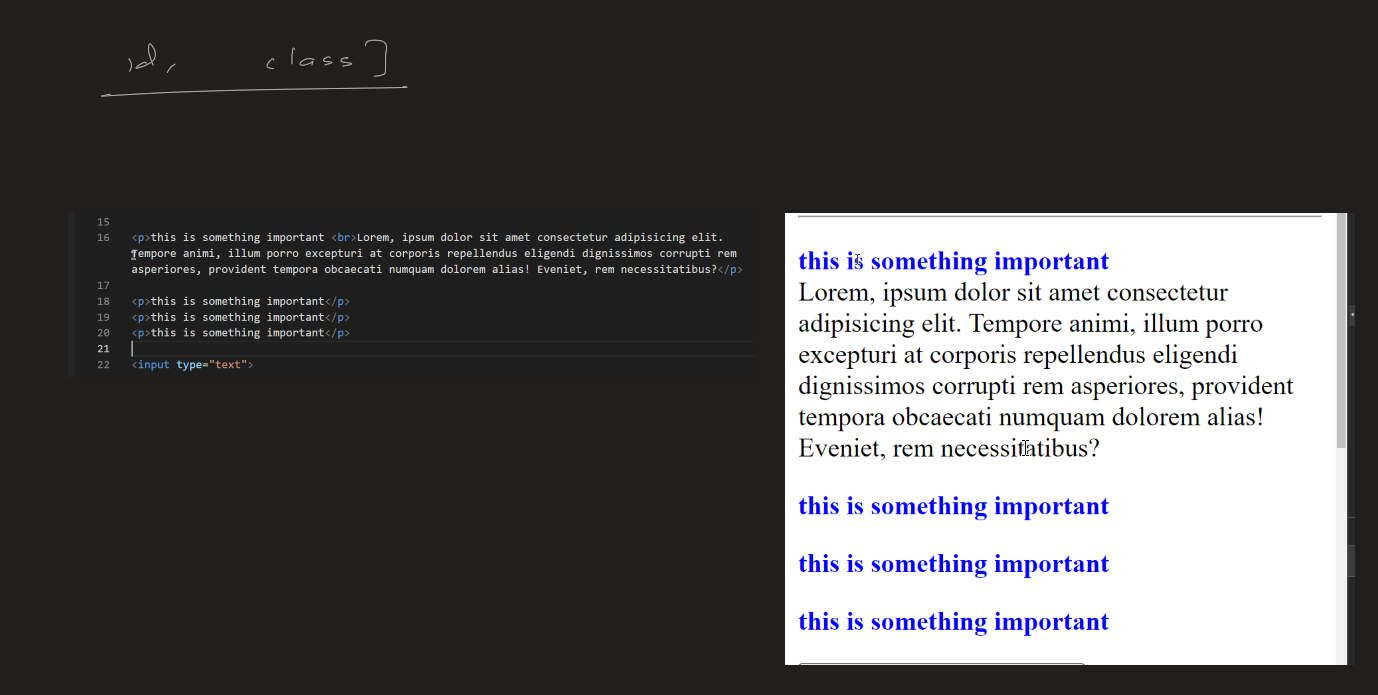 id, class]
15
16 <p>this is something important <br>Lorem, ipsum dolor sit amet consectetur adipisicing elit.
Tempore animi, illum porro excepturi at corporis repellendus eligendi dignissimos corrupti rem
asperiores, provident tempora obcaecati numquam dolorem alias! Eveniet, rem necessitatibus?</p>
17
18 <p>this is something important</p>
19 <p>this is something important</p>
20 <p>this is something important</p>
21
22 <input type="text">
this is something important
Lorem, ipsum dolor sit amet consectetur
adipisicing elit. Tempore animi, illum porro
excepturi at corporis repellendus eligendi
dignissimos corrupti rem asperiores, provident
tempora obcaecati numquam dolorem alias!
Eveniet, rem necessitatibus?
this is something important
this is something important
this is something important